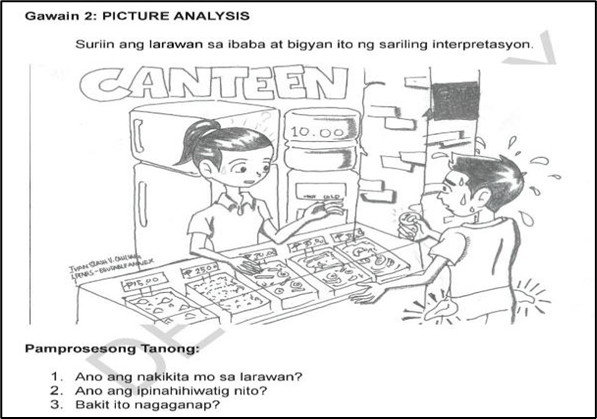 Gawain 2: PICTURE ANALYSIS
Suriin ang larawan sa ibaba at bigyan ito ng sariling interpretasyon.
CANTEEN
10.00
HOT COLD
₱15.00
₱25.00
Pamprosesong Tanong:
1. Ano ang nakikita mo sa larawan?
2. Ano ang ipinahihiwatig nito?
3. Bakit ito nagaganap?